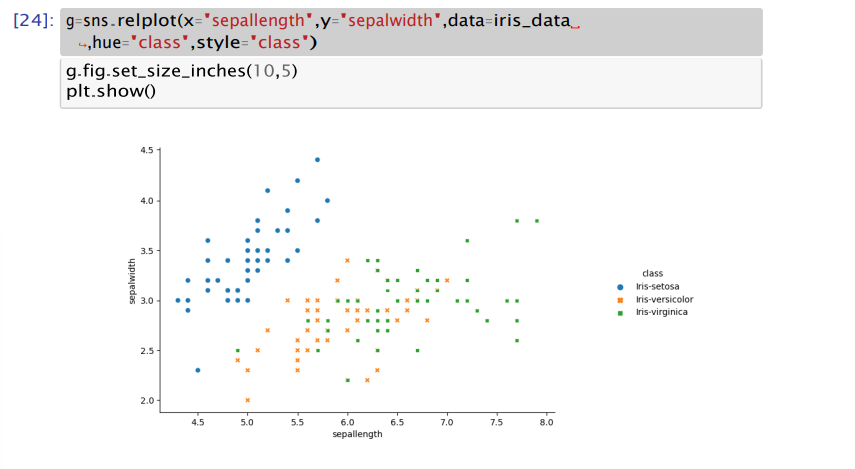 [24]: g=sns.relplot(x="sepallength",y="sepalwidth",data=iris_data␣
↪,hue="class",style="class")
g.fig.set_size_inches(10,5)
plt.show()
4.5
4.0
3.5
3.0
2.5
2.0
sepalwidth
4.5 5.0 5.5 6.0 6.5 7.0 7.5 8.0
sepallength
class
Iris-setosa
Iris-versicolor
Iris-virginica